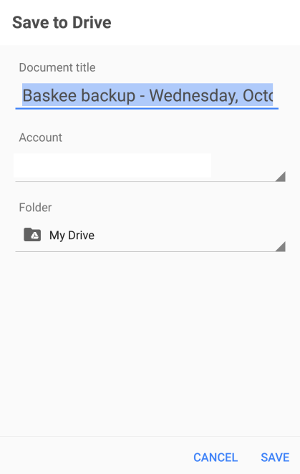 Save to Drive
Document title
Baskee backup - Wednesday, Octo
Account
Folder
My Drive
CANCEL SAVE